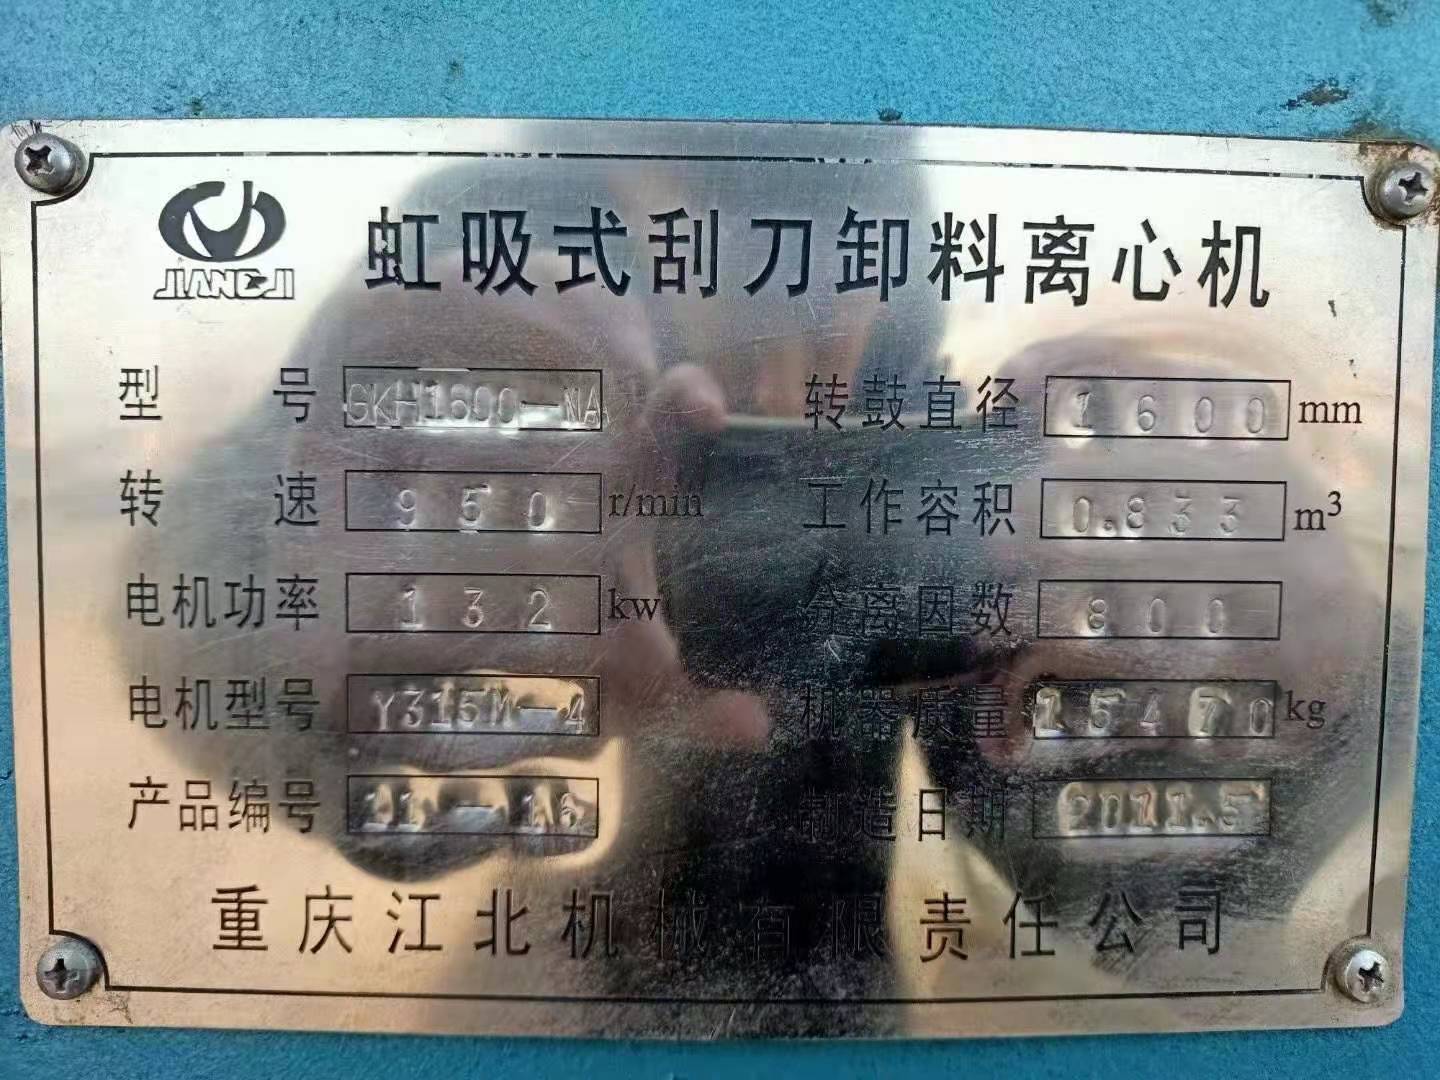 JIANGJI
虹吸式刮刀卸料离心机
型号 GKH1600-NA 转鼓直径 1600 mm
转速 950 r/min 工作容积 0.833 m³
电机功率 132 kw 分离因数 800
电机型号 Y315M-4 机器质量 15470 kg
产品编号 11-16 制造日期 2011.5
重庆江北机械有限责任公司